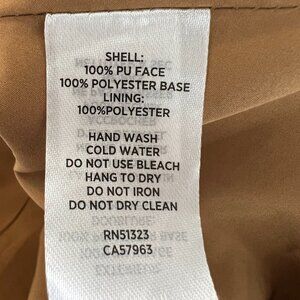 SHELL:
100% PU FACE
100% POLYESTER BASE
LINING:
100%POLYESTER
HAND WASH
COLD WATER
DO NOT USE BLEACH
HANG TO DRY
DO NOT IRON
DO NOT DRY CLEAN
RN51323
CA57963